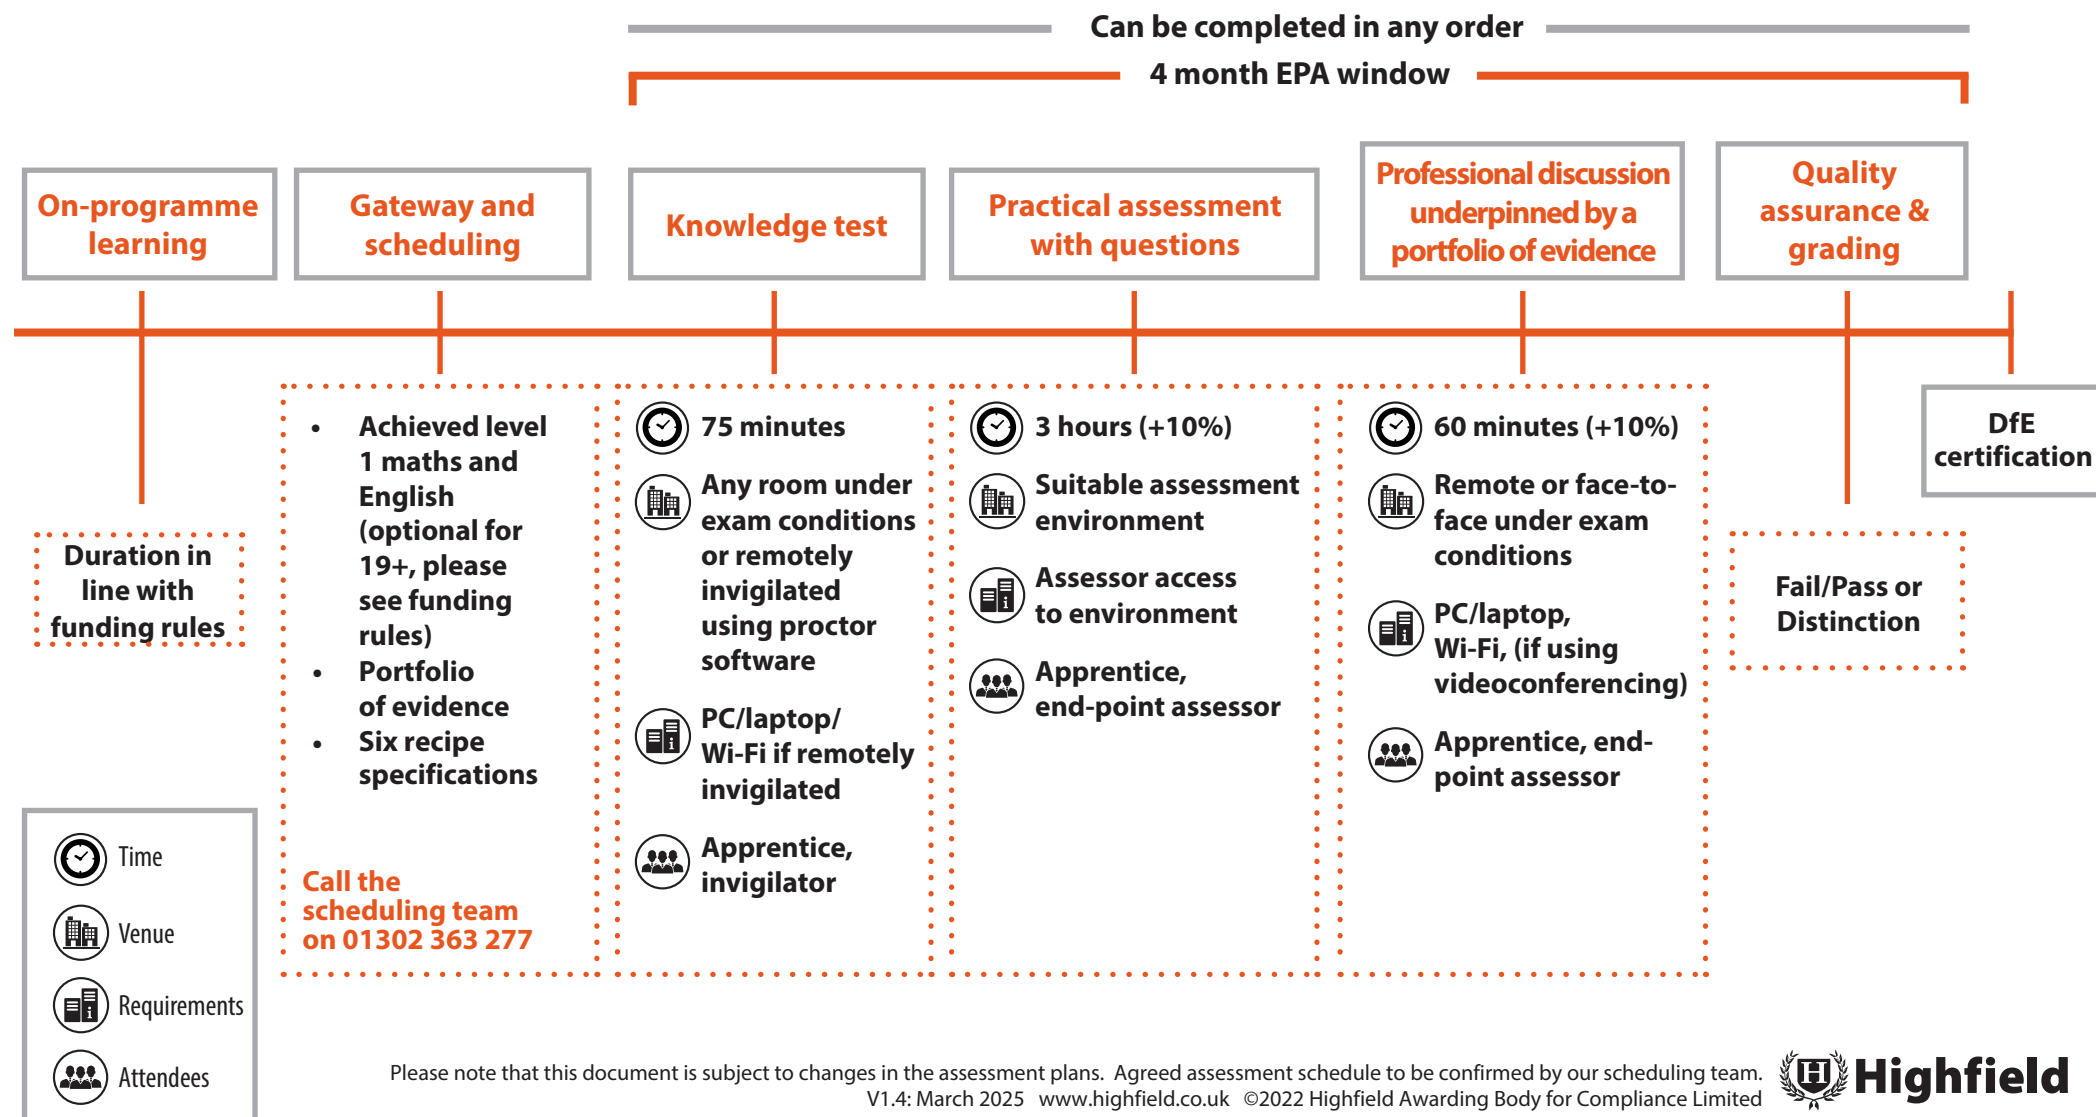 Can be completed in any order
4 month EPA window
On-programme
learning
Gateway and
scheduling
Knowledge test
Practical assessment
with questions
Professional discussion
underpinned by a
portfolio of evidence
Quality
assurance &
grading
Duration in
line with
funding rules
• Achieved level
1 maths and
English
(optional for
19+, please
see funding
rules)
• Portfolio
of evidence
• Six recipe
specifications
Call the
scheduling team
on 01302 363 277
75 minutes
Any room under
exam conditions
or remotely
invigilated
using proctor
software
PC/laptop/
Wi-Fi if remotely
invigilated
Apprentice,
invigilator
3 hours (+10%)
Suitable assessment
environment
Assessor access
to environment
Apprentice,
end-point assessor
60 minutes (+10%)
Remote or face-to-
face under exam
conditions
PC/laptop,
Wi-Fi, (if using
videoconferencing)
Apprentice, end-
point assessor
Fail/Pass or
Distinction
DfE
certification
Time
Venue
Requirements
Attendees
Please note that this document is subject to changes in the assessment plans. Agreed assessment schedule to be confirmed by our scheduling team.
V1.4: March 2025 www.highfield.co.uk ©2022 Highfield Awarding Body for Compliance Limited
H Highfield